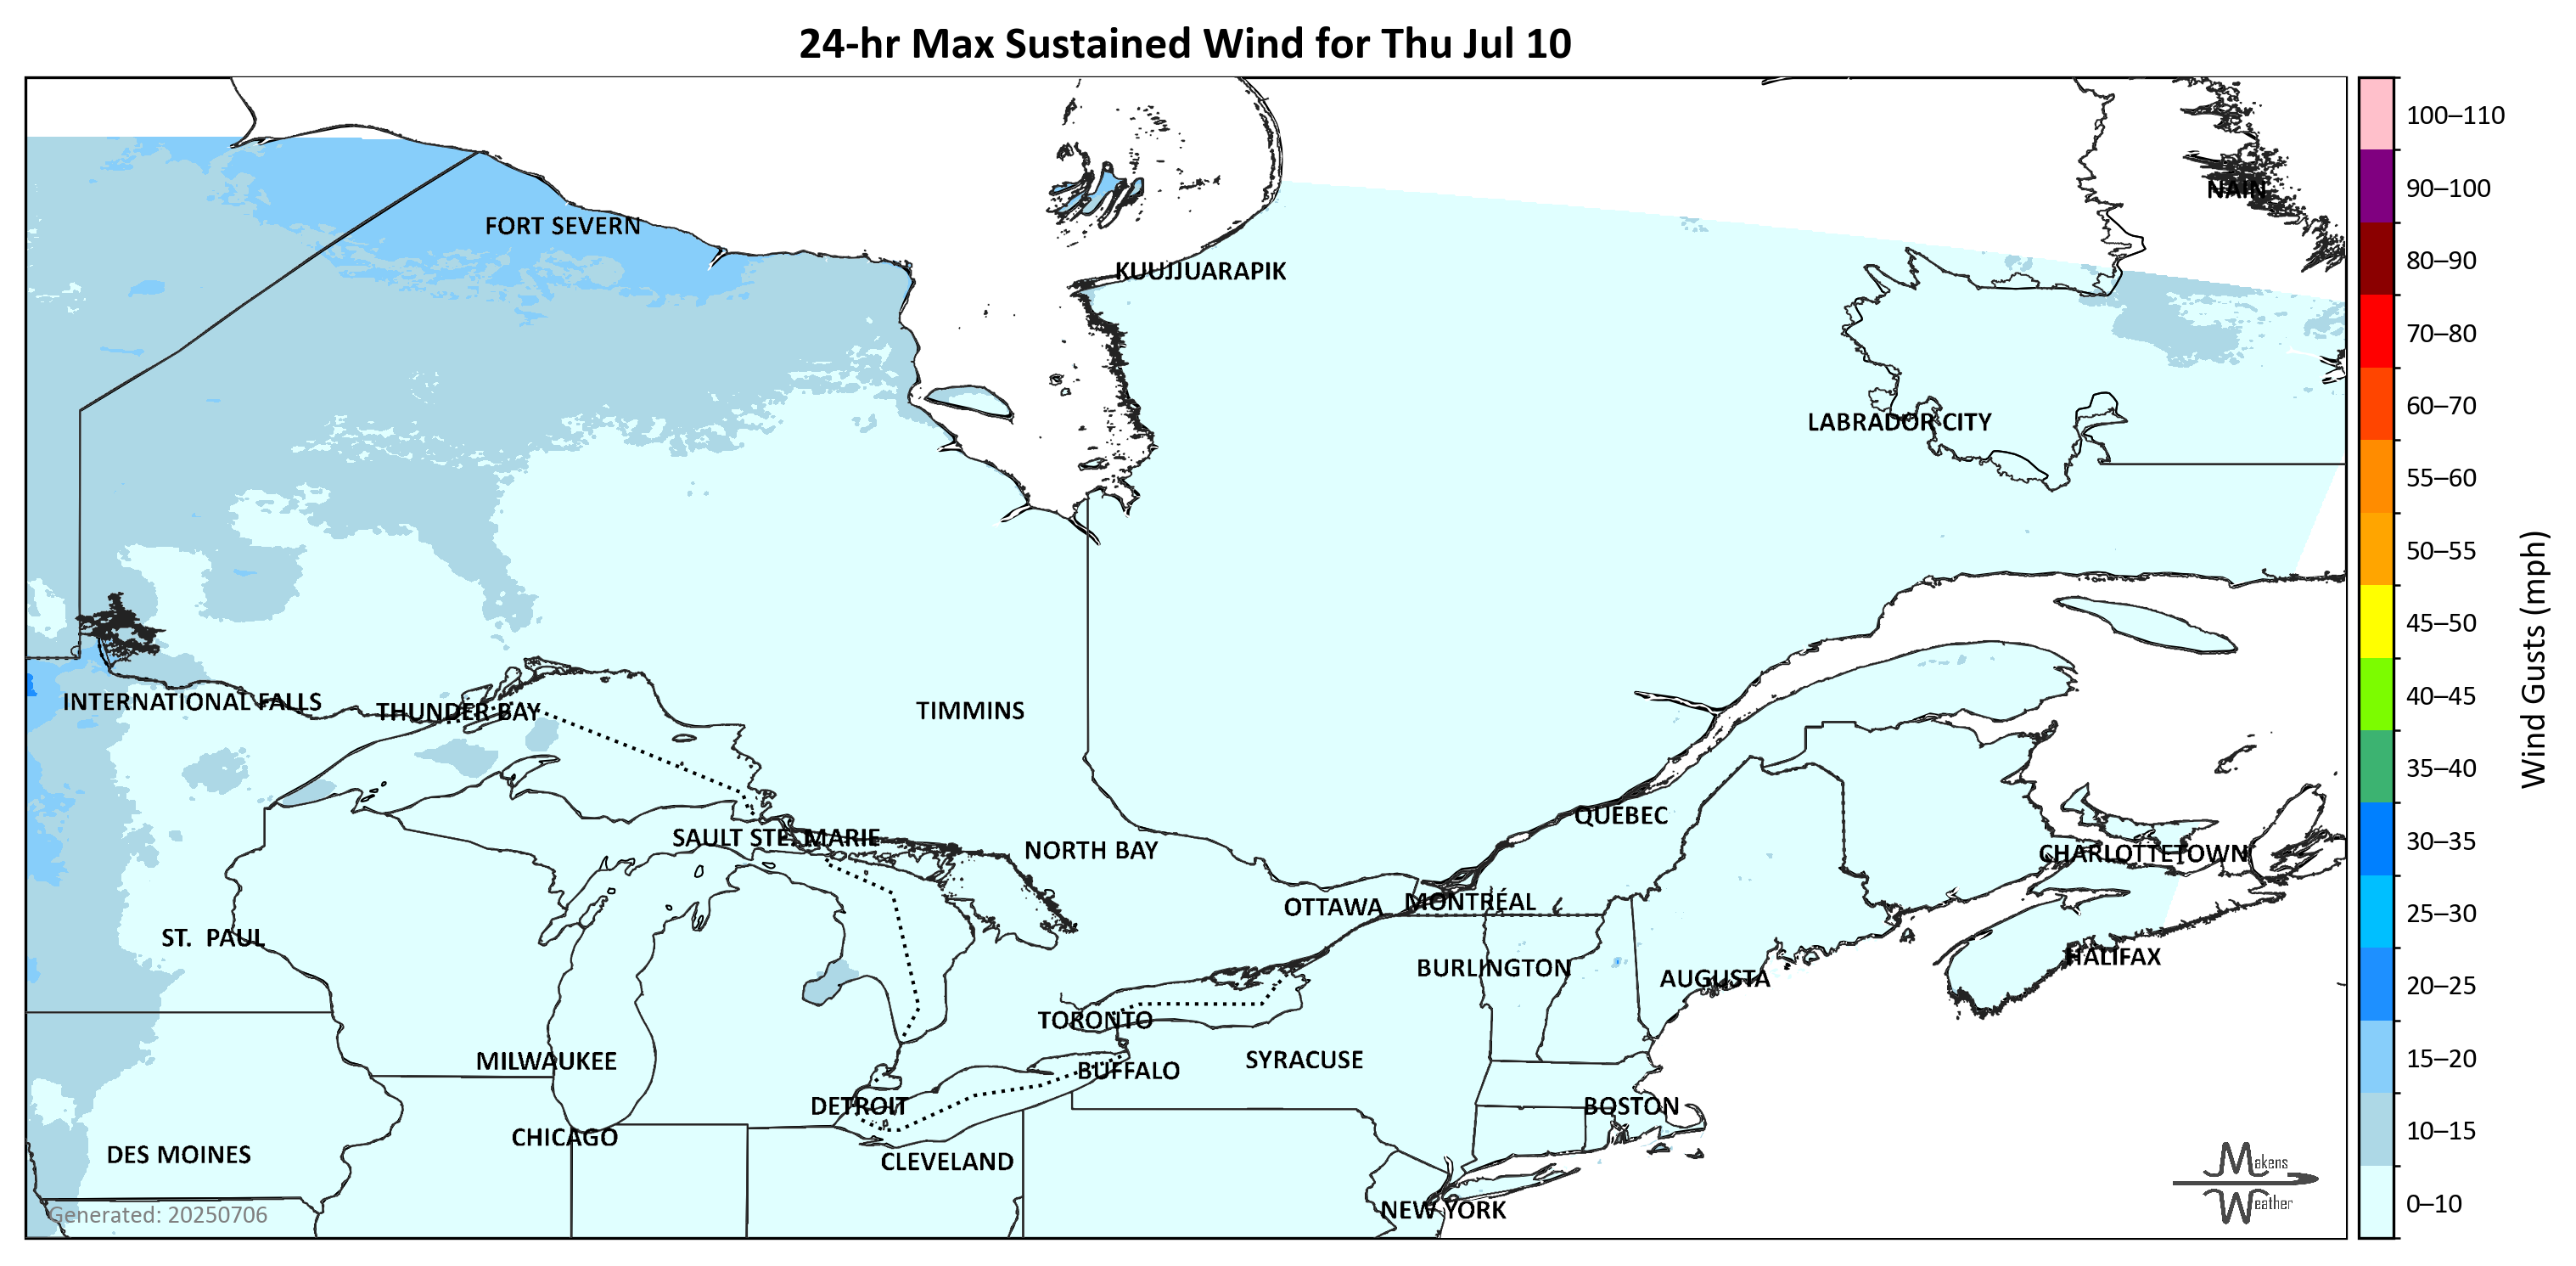 24-hr Max Sustained Wind for Thu Jul 10
100–110
90–100
NAIN
FORT SEVERN
80–90
KUUJJUARAPIK
70–80
60–70
LABRADOR CITY
55–60
50–55
Wind Gusts (mph)
45–50
40–45
INTERNATIONAL FALLS
THUNDER BAY
TIMMINS
35–40
QUÉBEC
30–35
SAULT STE. MARIE
NORTH BAY
CHARLOTTETOWN
OTTAWA
MONTRÉAL
25–30
ST. PAUL
HALIFAX
BURLINGTON
AUGUSTA
20–25
TORONTO
MILWAUKEE
SYRACUSE
15–20
BUFFALO
DETROIT
BOSTON
10–15
CHICAGO
DES MOINES
CLEVELAND
Makens
Weather
0–10
NEW YORK
Generated: 20250706